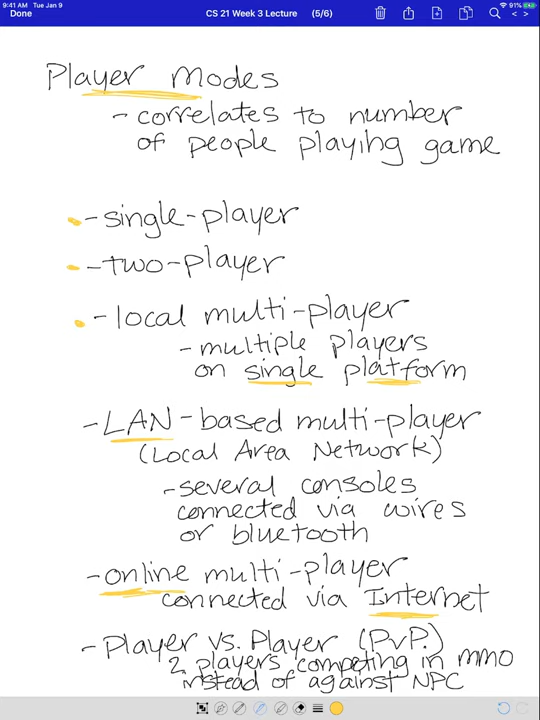 9:41 AM Tue Jan 9
91%
Done
CS 21 Week 3 Lecture (5/6)
< >
Player Modes
- correlates to number
of people playing game
- single-player
- two-player
- local multi-player
- multiple players
on single platform
- LAN - based multi-player
(Local Area Network)
- several consoles
connected via wires
or bluetooth
- online multi-player
connected via Internet
- Player vs. Player (PvP.)
2 players competing in mmo
instead of against NPC